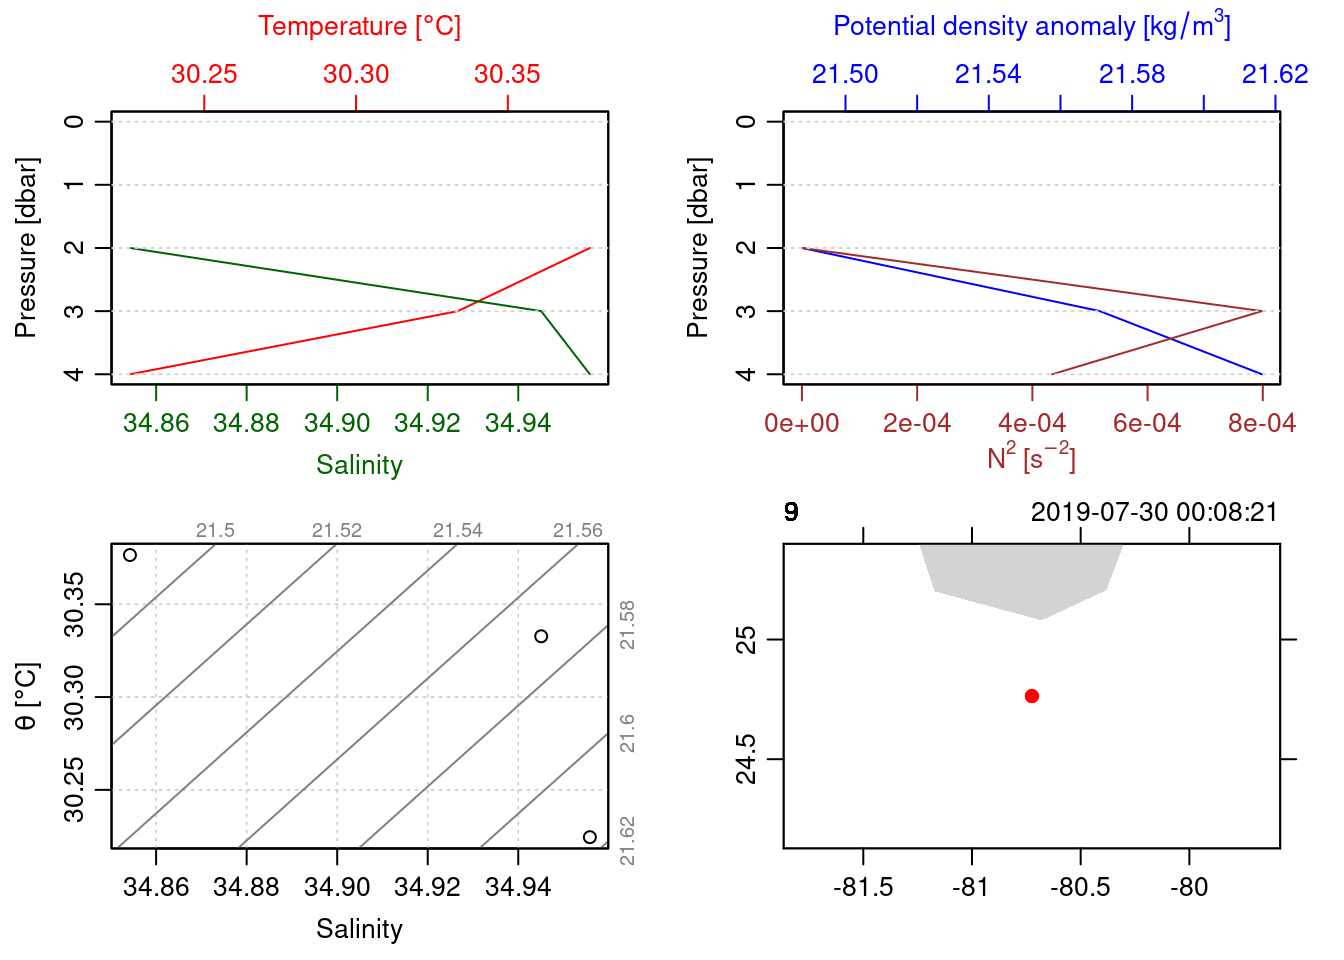 Temperature [°C]
30.25 30.30 30.35
0
1
2
3
4
Pressure [dbar]
34.86 34.88 34.90 34.92 34.94
Salinity
Potential density anomaly [kg/m³]
21.50 21.54 21.58 21.62
0
1
2
3
4
Pressure [dbar]
0e+00 2e-04 4e-04 6e-04 8e-04
N² [s⁻²]
21.5 21.52 21.54 21.56
21.58
21.6
21.62
30.35
30.30
30.25
θ [°C]
34.86 34.88 34.90 34.92 34.94
Salinity
2019-07-30 00:08:21
25
24.5
-81.5 -81 -80.5 -80